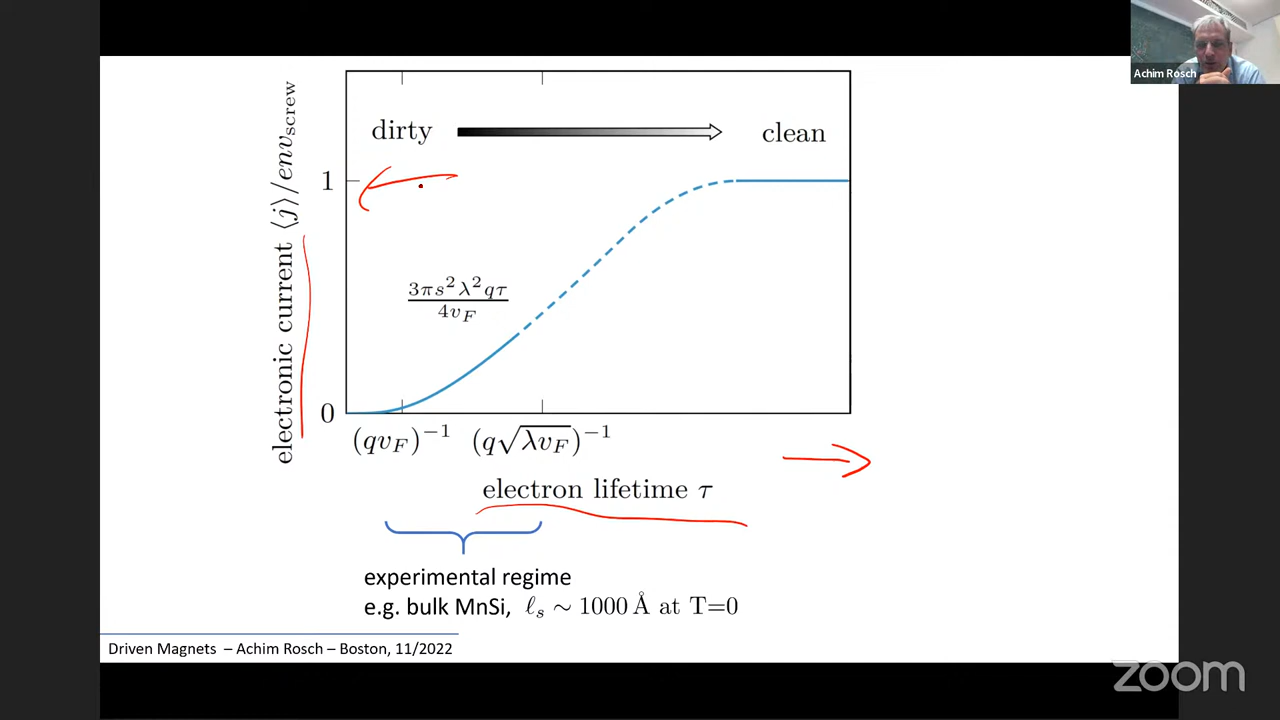 Achim Rosch
dirty
clean
electronic current ⟨j⟩/env_screw
1
0
3πs²λ²qτ / 4v_F
(qv_F)⁻¹
(q√λv_F)⁻¹
electron lifetime τ
experimental regime
e.g. bulk MnSi, ℓ_s ∼ 1000 Å at T=0
Driven Magnets – Achim Rosch – Boston, 11/2022
zoom